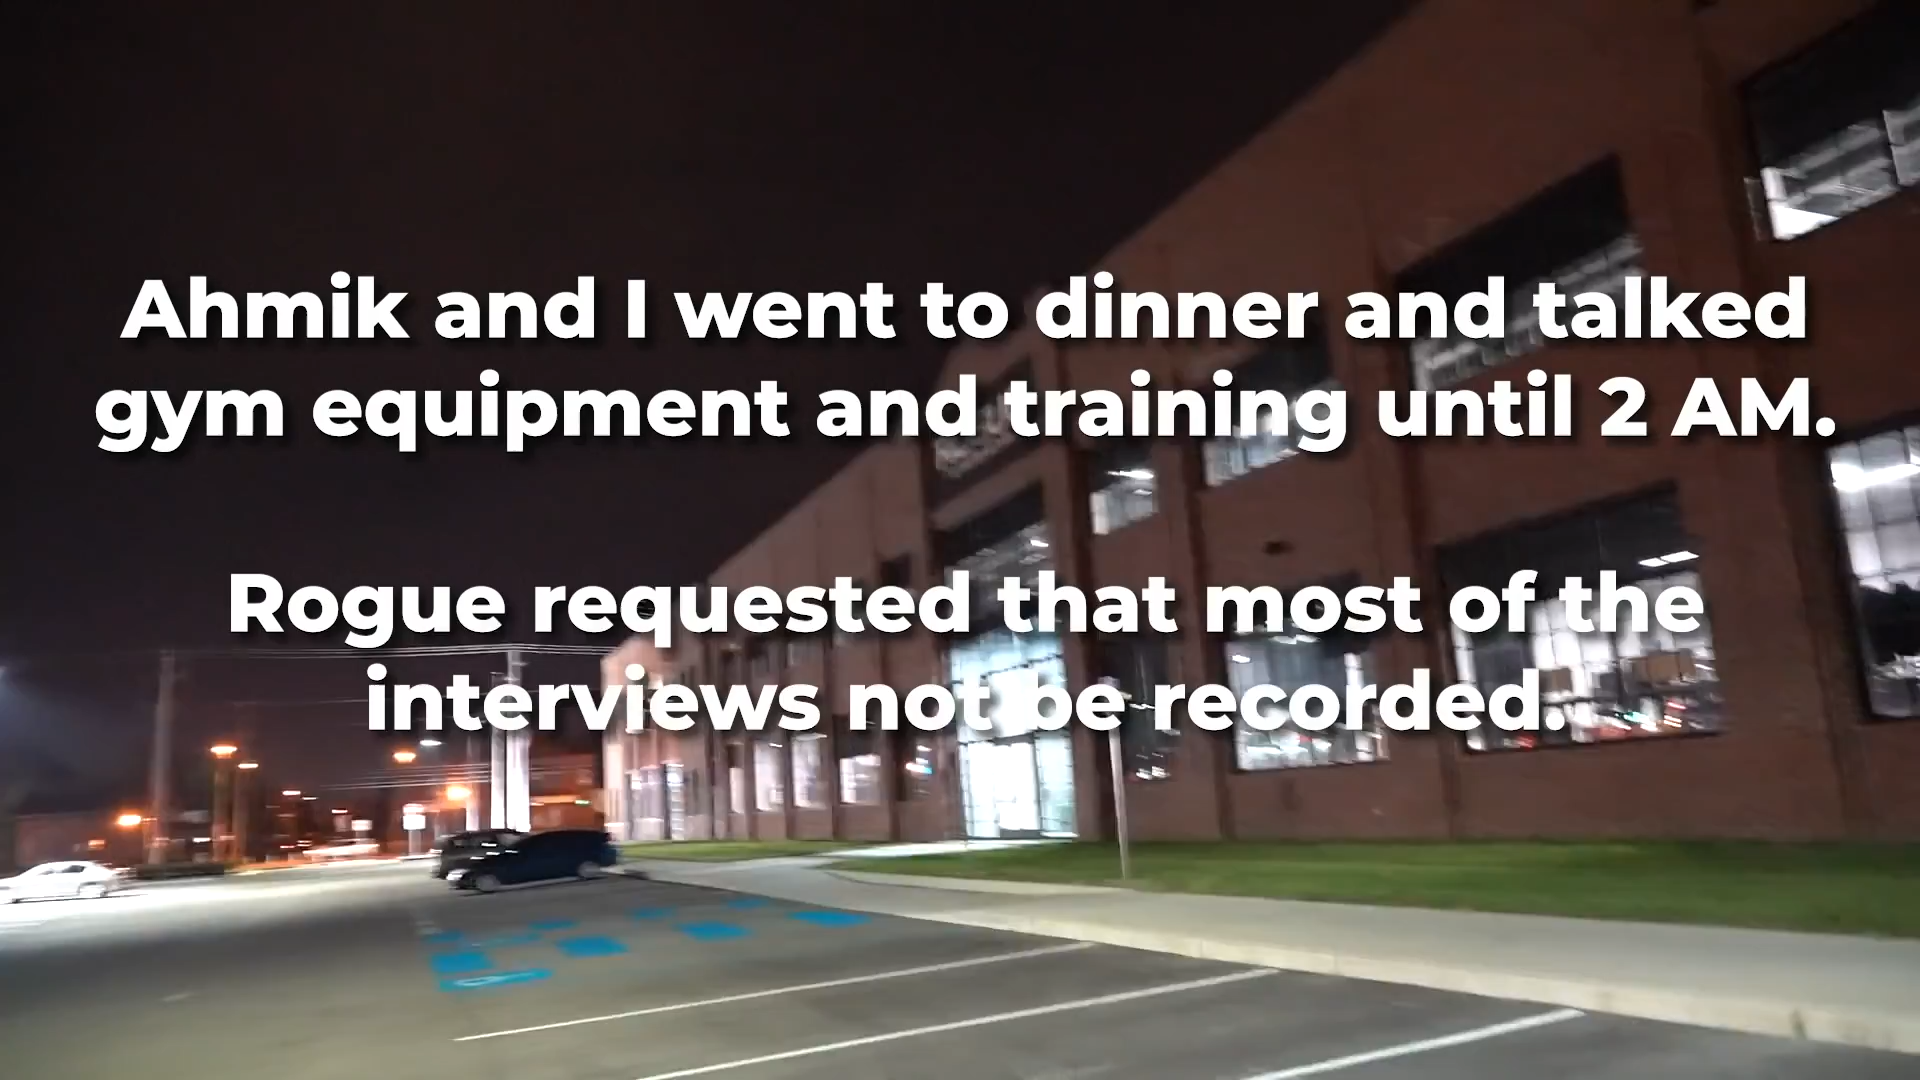 Ahmik and I went to dinner and talked
gym equipment and training until 2 AM.
Rogue requested that most of the
interviews not be recorded.